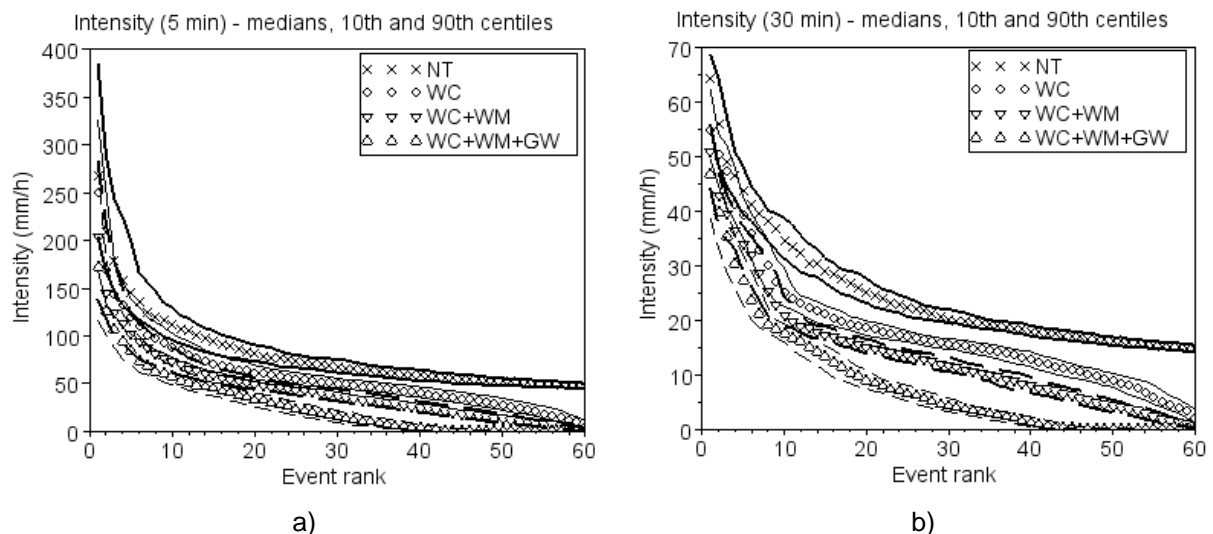 Intensity (5 min) - medians, 10th and 90th centiles
400
350
300
250
200
150
100
50
0
Intensity (mm/h)
NT
WC
WC+WM
WC+WM+GW
0 10 20 30 40 50 60
Event rank
a)
Intensity (30 min) - medians, 10th and 90th centiles
70
60
50
40
30
20
10
0
Intensity (mm/h)
NT
WC
WC+WM
WC+WM+GW
0 10 20 30 40 50 60
Event rank
b)